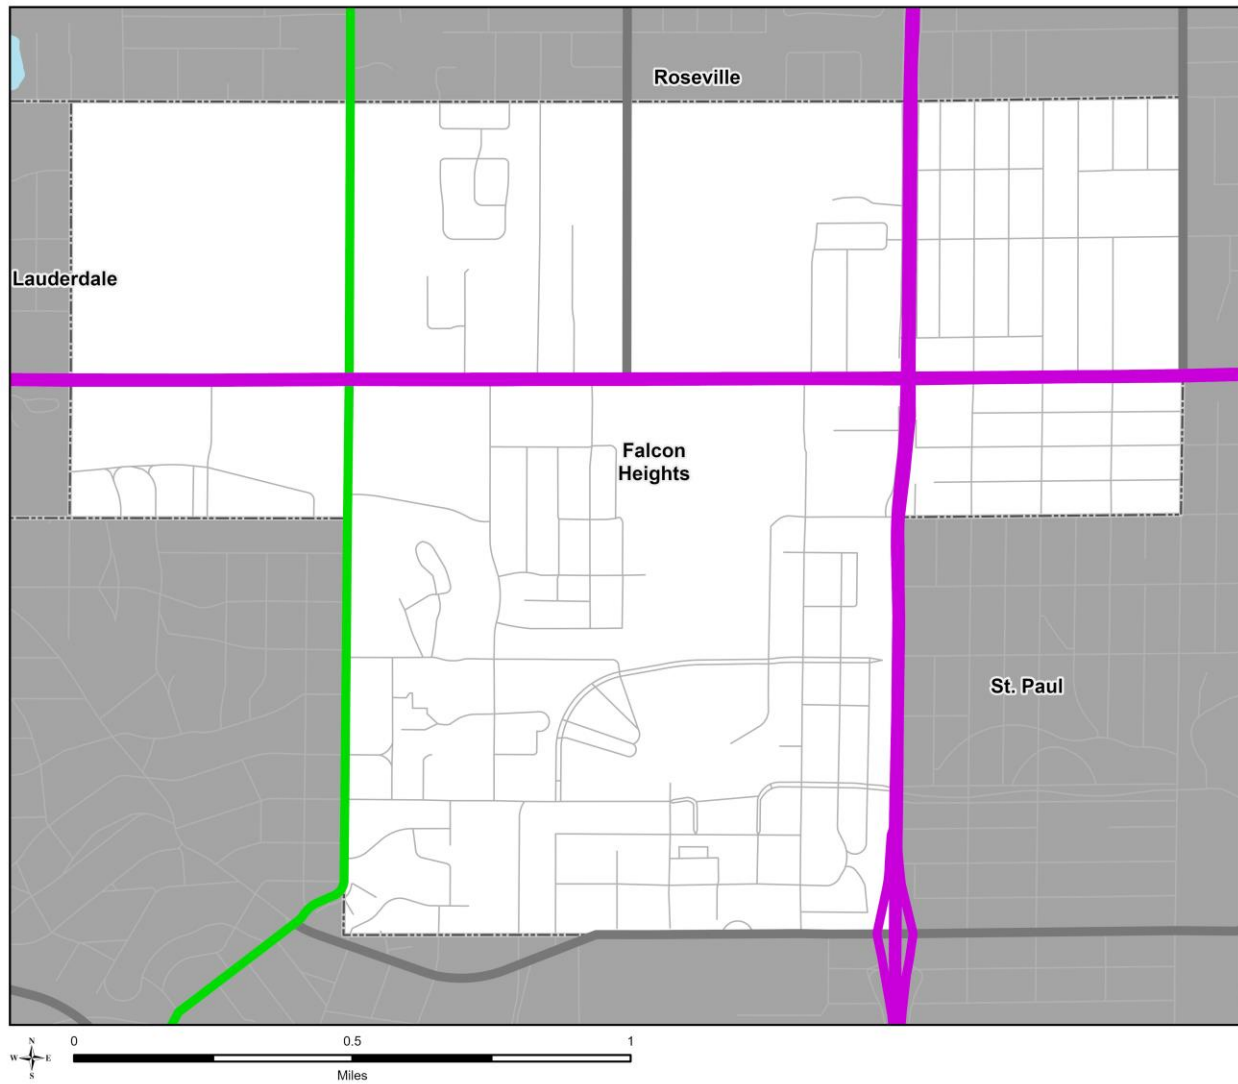 Roseville
Lauderdale
Falcon
Heights
St. Paul
N
W E
S
0 0.5 1
Miles